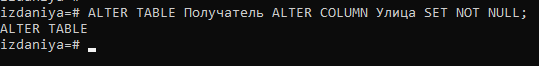 izdaniya=# ALTER TABLE Получатель ALTER COLUMN Улица SET NOT NULL;
ALTER TABLE
izdaniya=#